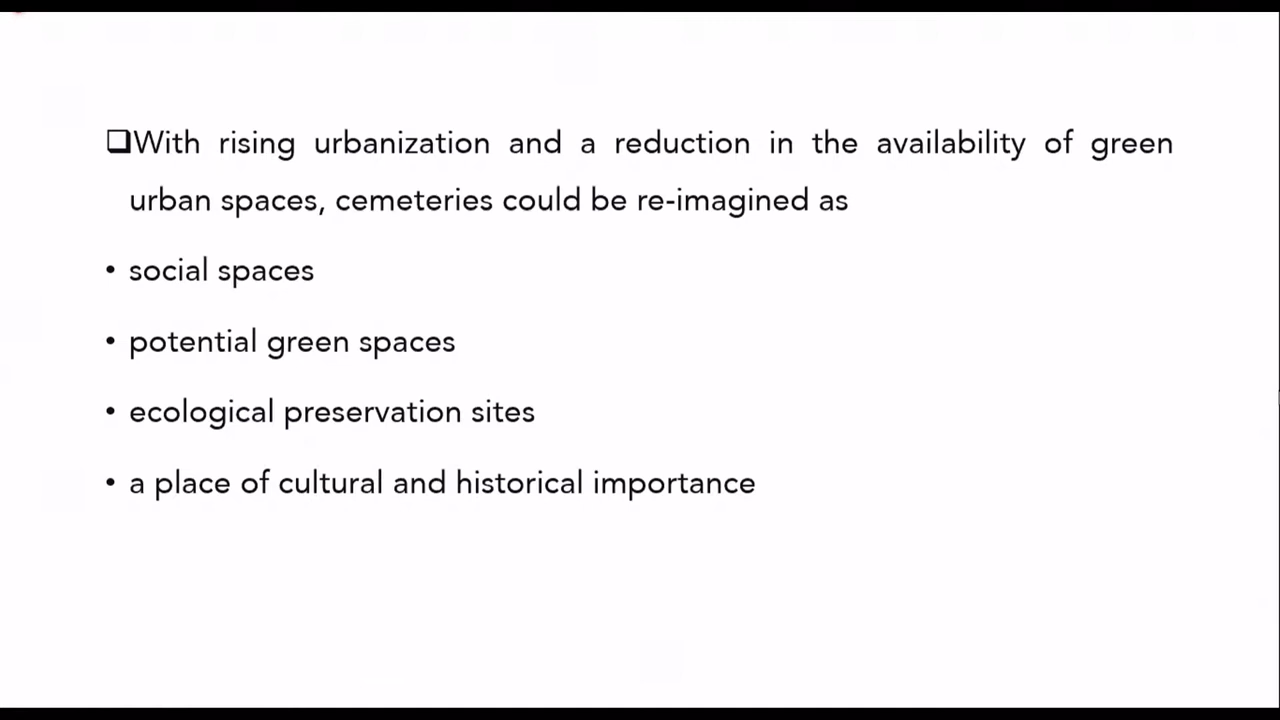 ❑With rising urbanization and a reduction in the availability of green
urban spaces, cemeteries could be re-imagined as
• social spaces
• potential green spaces
• ecological preservation sites
• a place of cultural and historical importance